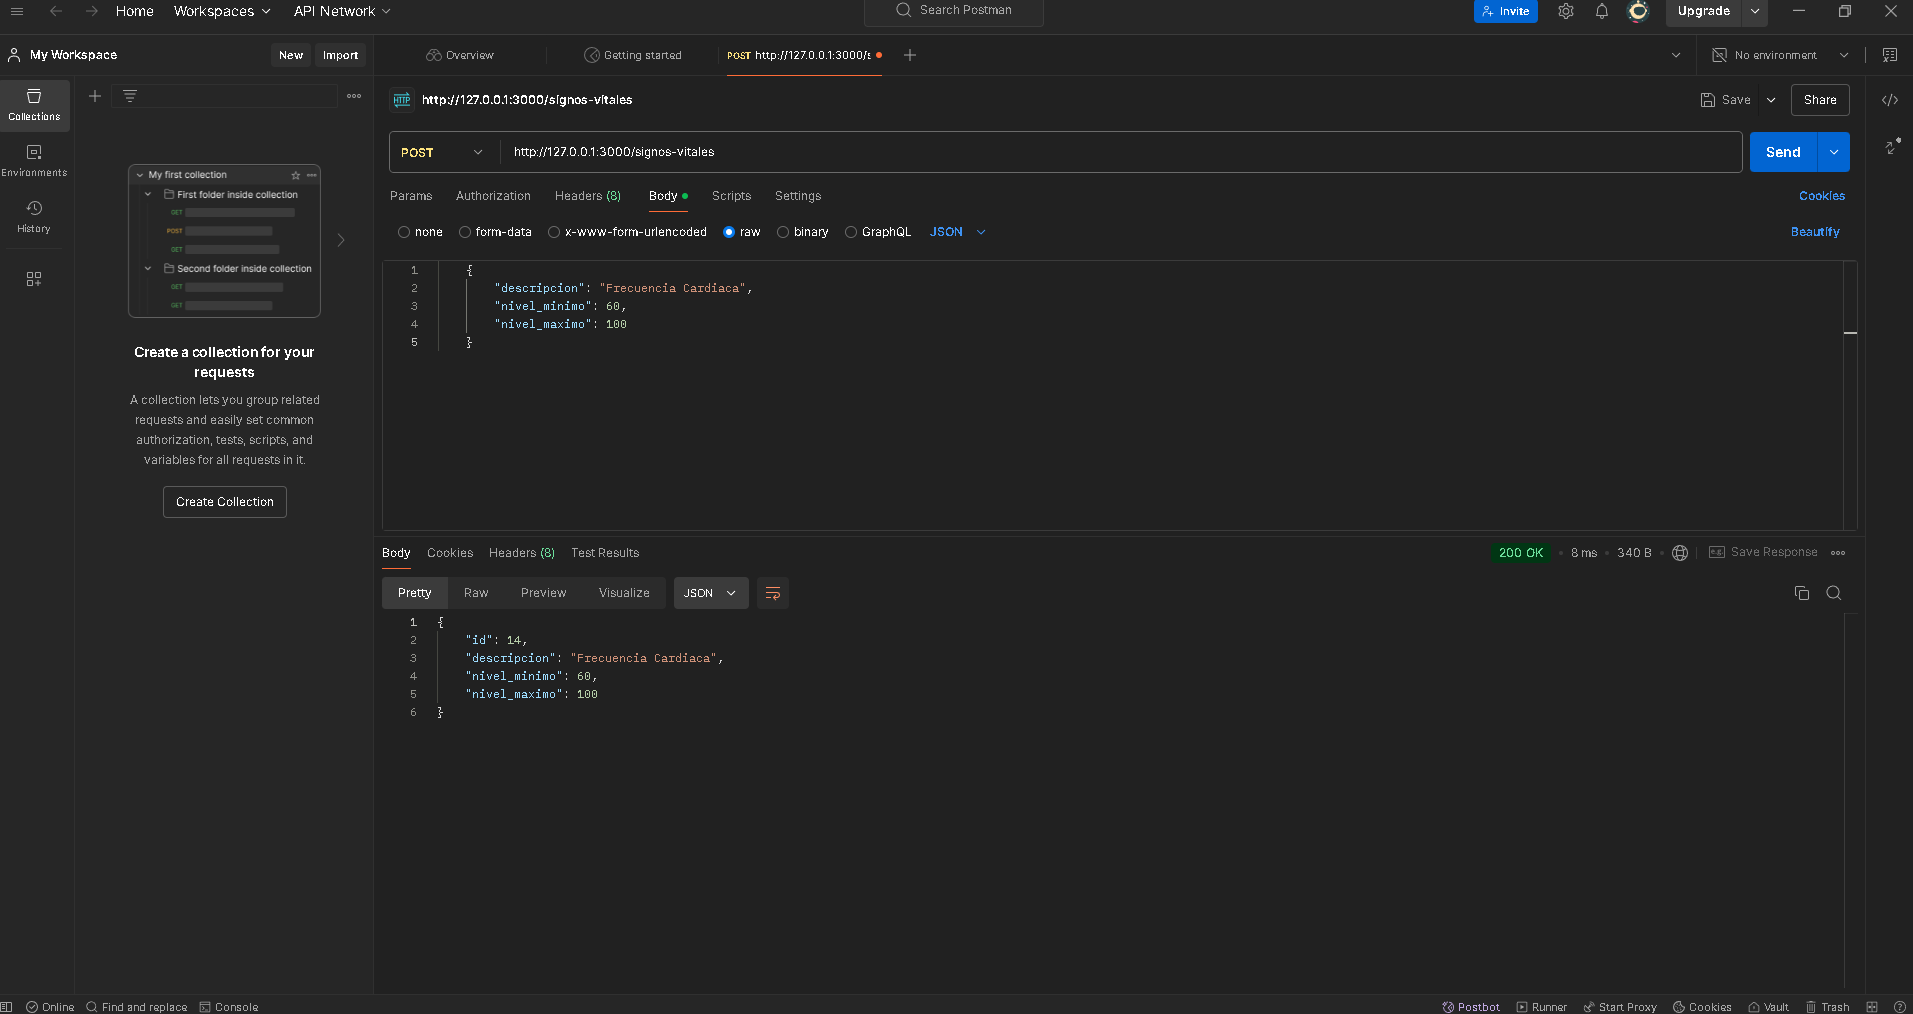 Home Workspaces API Network Search Postman Invite Upgrade
My Workspace New Import Overview Getting started POST http://127.0.0.1:3000/s No environment
Collections
Environments
History
My first collection
First folder inside collection
GET
POST
GET
Second folder inside collection
GET
GET
Create a collection for your
requests
A collection lets you group related
requests and easily set common
authorization, tests, scripts, and
variables for all requests in it.
Create Collection
HTTP http://127.0.0.1:3000/signos-vitales Save Share
POST http://127.0.0.1:3000/signos-vitales Send
Params Authorization Headers (8) Body Scripts Settings Cookies
none form-data x-www-form-urlencoded raw binary GraphQL JSON Beautify
1 {
2 "descripcion": "Frecuencia Cardiaca",
3 "nivel_minimo": 60,
4 "nivel_maximo": 100
5 }
Body Cookies Headers (8) Test Results 200 OK 8 ms 340 B e.g. Save Response
Pretty Raw Preview Visualize JSON
1 {
2 "id": 14,
3 "descripcion": "Frecuencia Cardiaca",
4 "nivel_minimo": 60,
5 "nivel_maximo": 100
6 }
Online Find and replace Console Postbot Runner Start Proxy Cookies Vault Trash